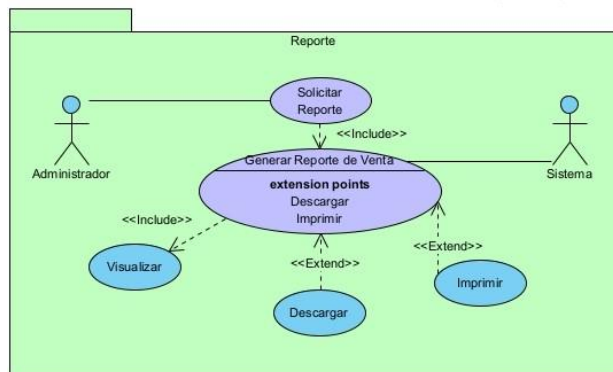 Reporte
Solicitar
Reporte
<<Include>>
Administrador
Generar Reporte de Venta
Sistema
extension points
Descargar
Imprimir
<<Include>>
<<Extend>>
<<Extend>>
Visualizar
Imprimir
Descargar